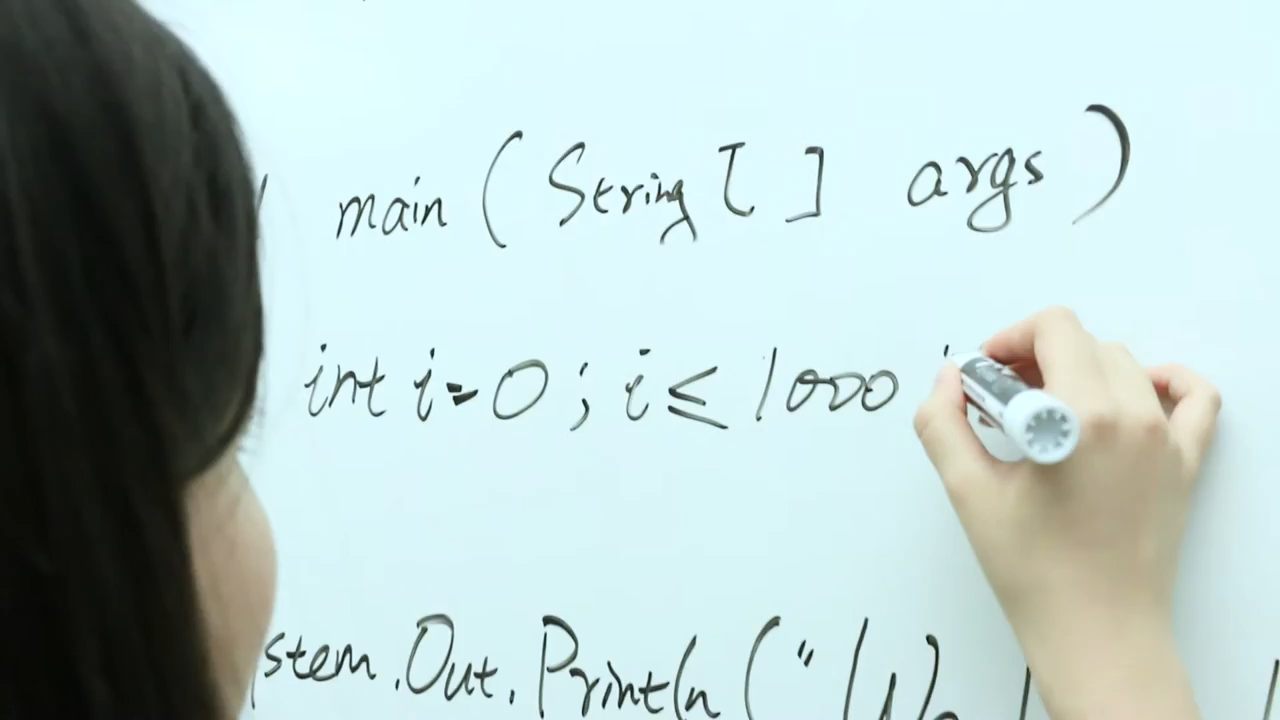 main ( String [ ] args )
int i=0 ; i ≤ 1000
stem.Out.Println ( "